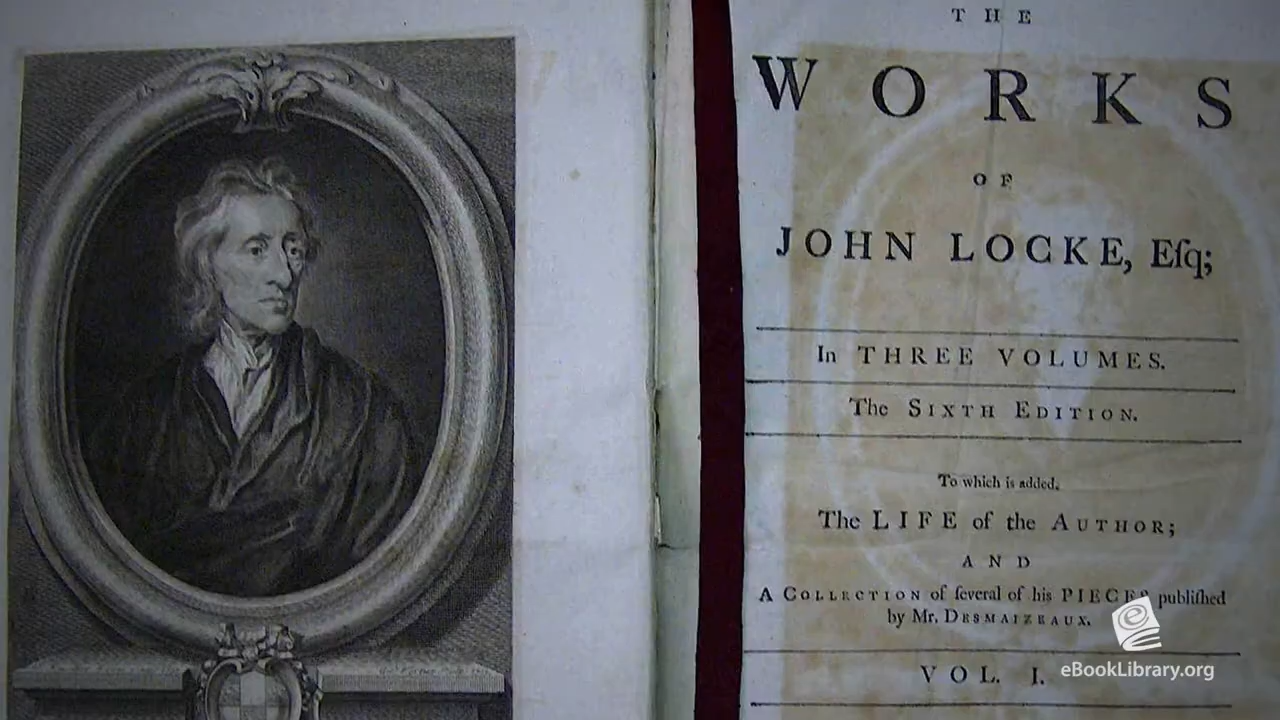 THE
WORKS
OF
JOHN LOCKE, Eſq;
In THREE VOLUMES.
The SIXTH EDITION.
To which is added,
The LIFE of the AUTHOR;
AND
A COLLECTION of ſeveral of his PIECES publiſhed
by Mr. DESMAIZEAUX.
VOL. I.
eBookLibrary.org